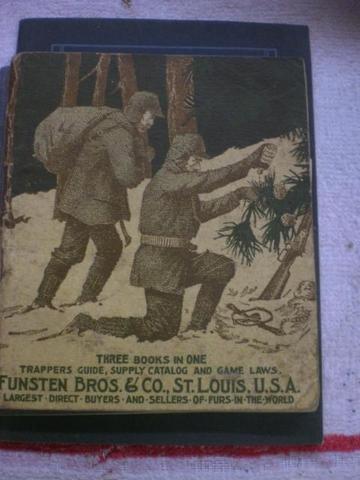 THREE BOOKS IN ONE
TRAPPERS GUIDE, SUPPLY CATALOG AND GAME LAWS.
FUNSTEN BROS. & CO., ST. LOUIS, U.S.A.
LARGEST · DIRECT · BUYERS · AND · SELLERS · OF · FURS · IN · THE · WORLD